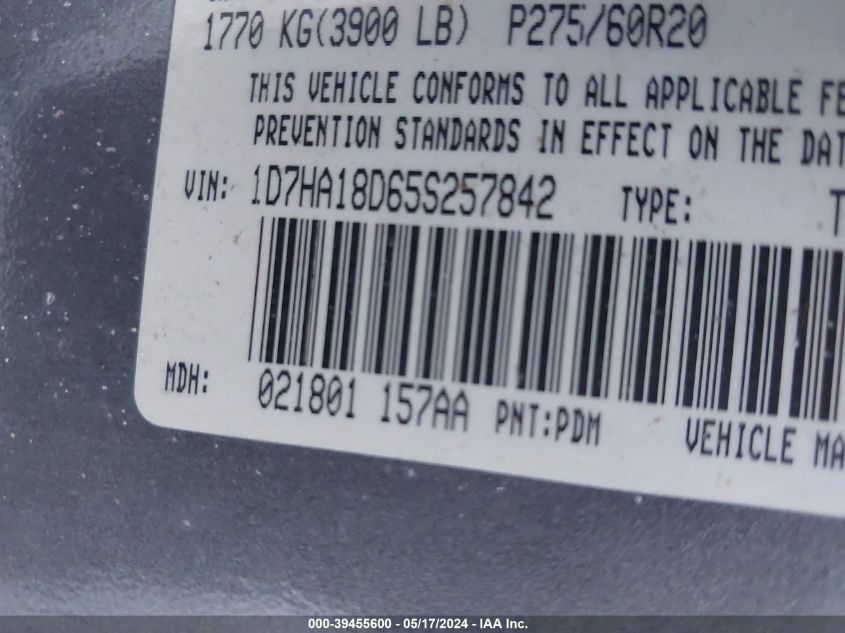 1770 KG(3900 LB) P275/60R20
THIS VEHICLE CONFORMS TO ALL APPLICABLE FE
PREVENTION STANDARDS IN EFFECT ON THE DAT
VIN: 1D7HA18D65S257842 TYPE: T
MDH: 021801 157AA PNT:PDM VEHICLE MA
000-39455600 - 05/17/2024 - IAA Inc.